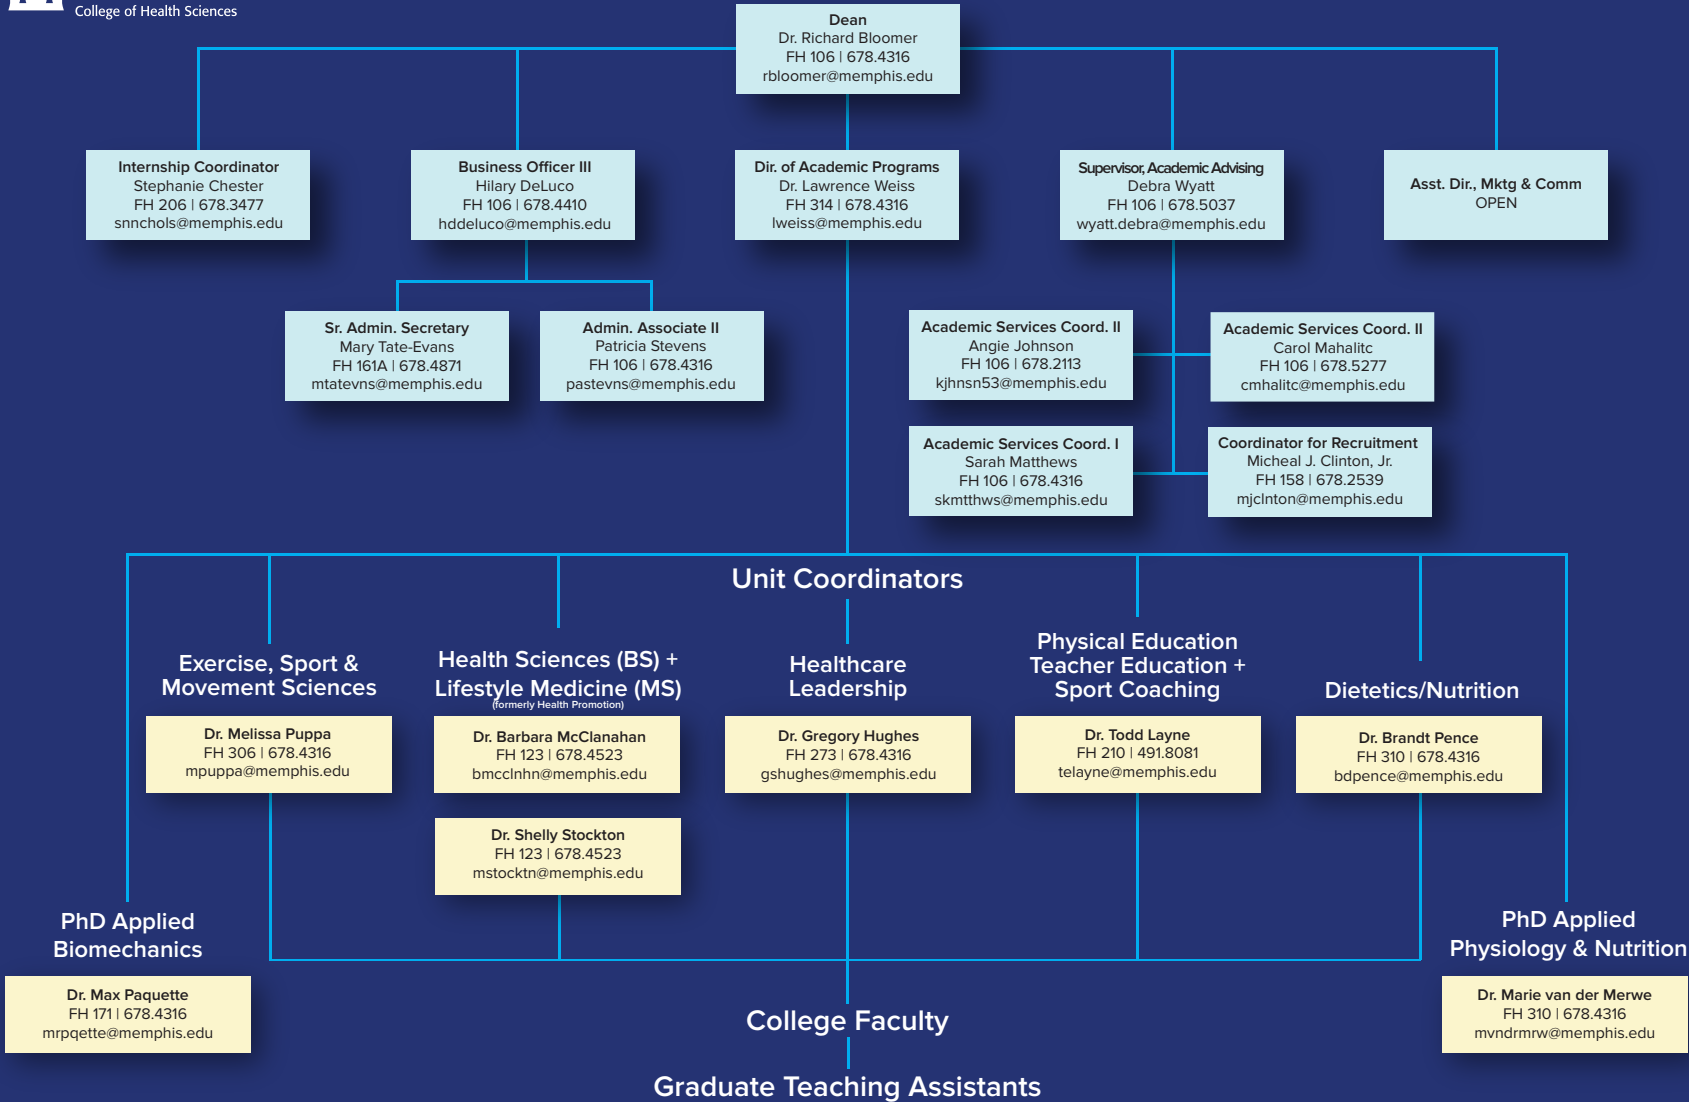 College of Health Sciences
Dean
Dr. Richard Bloomer
FH 106 | 678.4316
rbloomer@memphis.edu
Internship Coordinator
Stephanie Chester
FH 206 | 678.3477
snnchols@memphis.edu
Business Officer III
Hilary DeLuco
FH 106 | 678.4410
hddeluco@memphis.edu
Dir. of Academic Programs
Dr. Lawrence Weiss
FH 314 | 678.4316
lweiss@memphis.edu
Supervisor, Academic Advising
Debra Wyatt
FH 106 | 678.5037
wyatt.debra@memphis.edu
Asst. Dir., Mktg & Comm
OPEN
Sr. Admin. Secretary
Mary Tate-Evans
FH 161A | 678.4871
mtatevns@memphis.edu
Admin. Associate II
Patricia Stevens
FH 106 | 678.4316
pastevns@memphis.edu
Academic Services Coord. II
Angie Johnson
FH 106 | 678.2113
kjhnsn53@memphis.edu
Academic Services Coord. II
Carol Mahalitc
FH 106 | 678.5277
cmhalitc@memphis.edu
Academic Services Coord. I
Sarah Matthews
FH 106 | 678.4316
skmtthws@memphis.edu
Coordinator for Recruitment
Micheal J. Clinton, Jr.
FH 158 | 678.2539
mjclnton@memphis.edu
Unit Coordinators
Exercise, Sport &
Movement Sciences
Dr. Melissa Puppa
FH 306 | 678.4316
mpuppa@memphis.edu
Health Sciences (BS) +
Lifestyle Medicine (MS)
(formerly Health Promotion)
Dr. Barbara McClanahan
FH 123 | 678.4523
bmcclnhn@memphis.edu
Dr. Shelly Stockton
FH 123 | 678.4523
mstocktn@memphis.edu
Healthcare
Leadership
Dr. Gregory Hughes
FH 273 | 678.4316
gshughes@memphis.edu
Physical Education
Teacher Education +
Sport Coaching
Dr. Todd Layne
FH 210 | 491.8081
telayne@memphis.edu
Dietetics/Nutrition
Dr. Brandt Pence
FH 310 | 678.4316
bdpence@memphis.edu
PhD Applied
Biomechanics
Dr. Max Paquette
FH 171 | 678.4316
mrpqette@memphis.edu
PhD Applied
Physiology & Nutrition
Dr. Marie van der Merwe
FH 310 | 678.4316
mvndrmrw@memphis.edu
College Faculty
Graduate Teaching Assistants